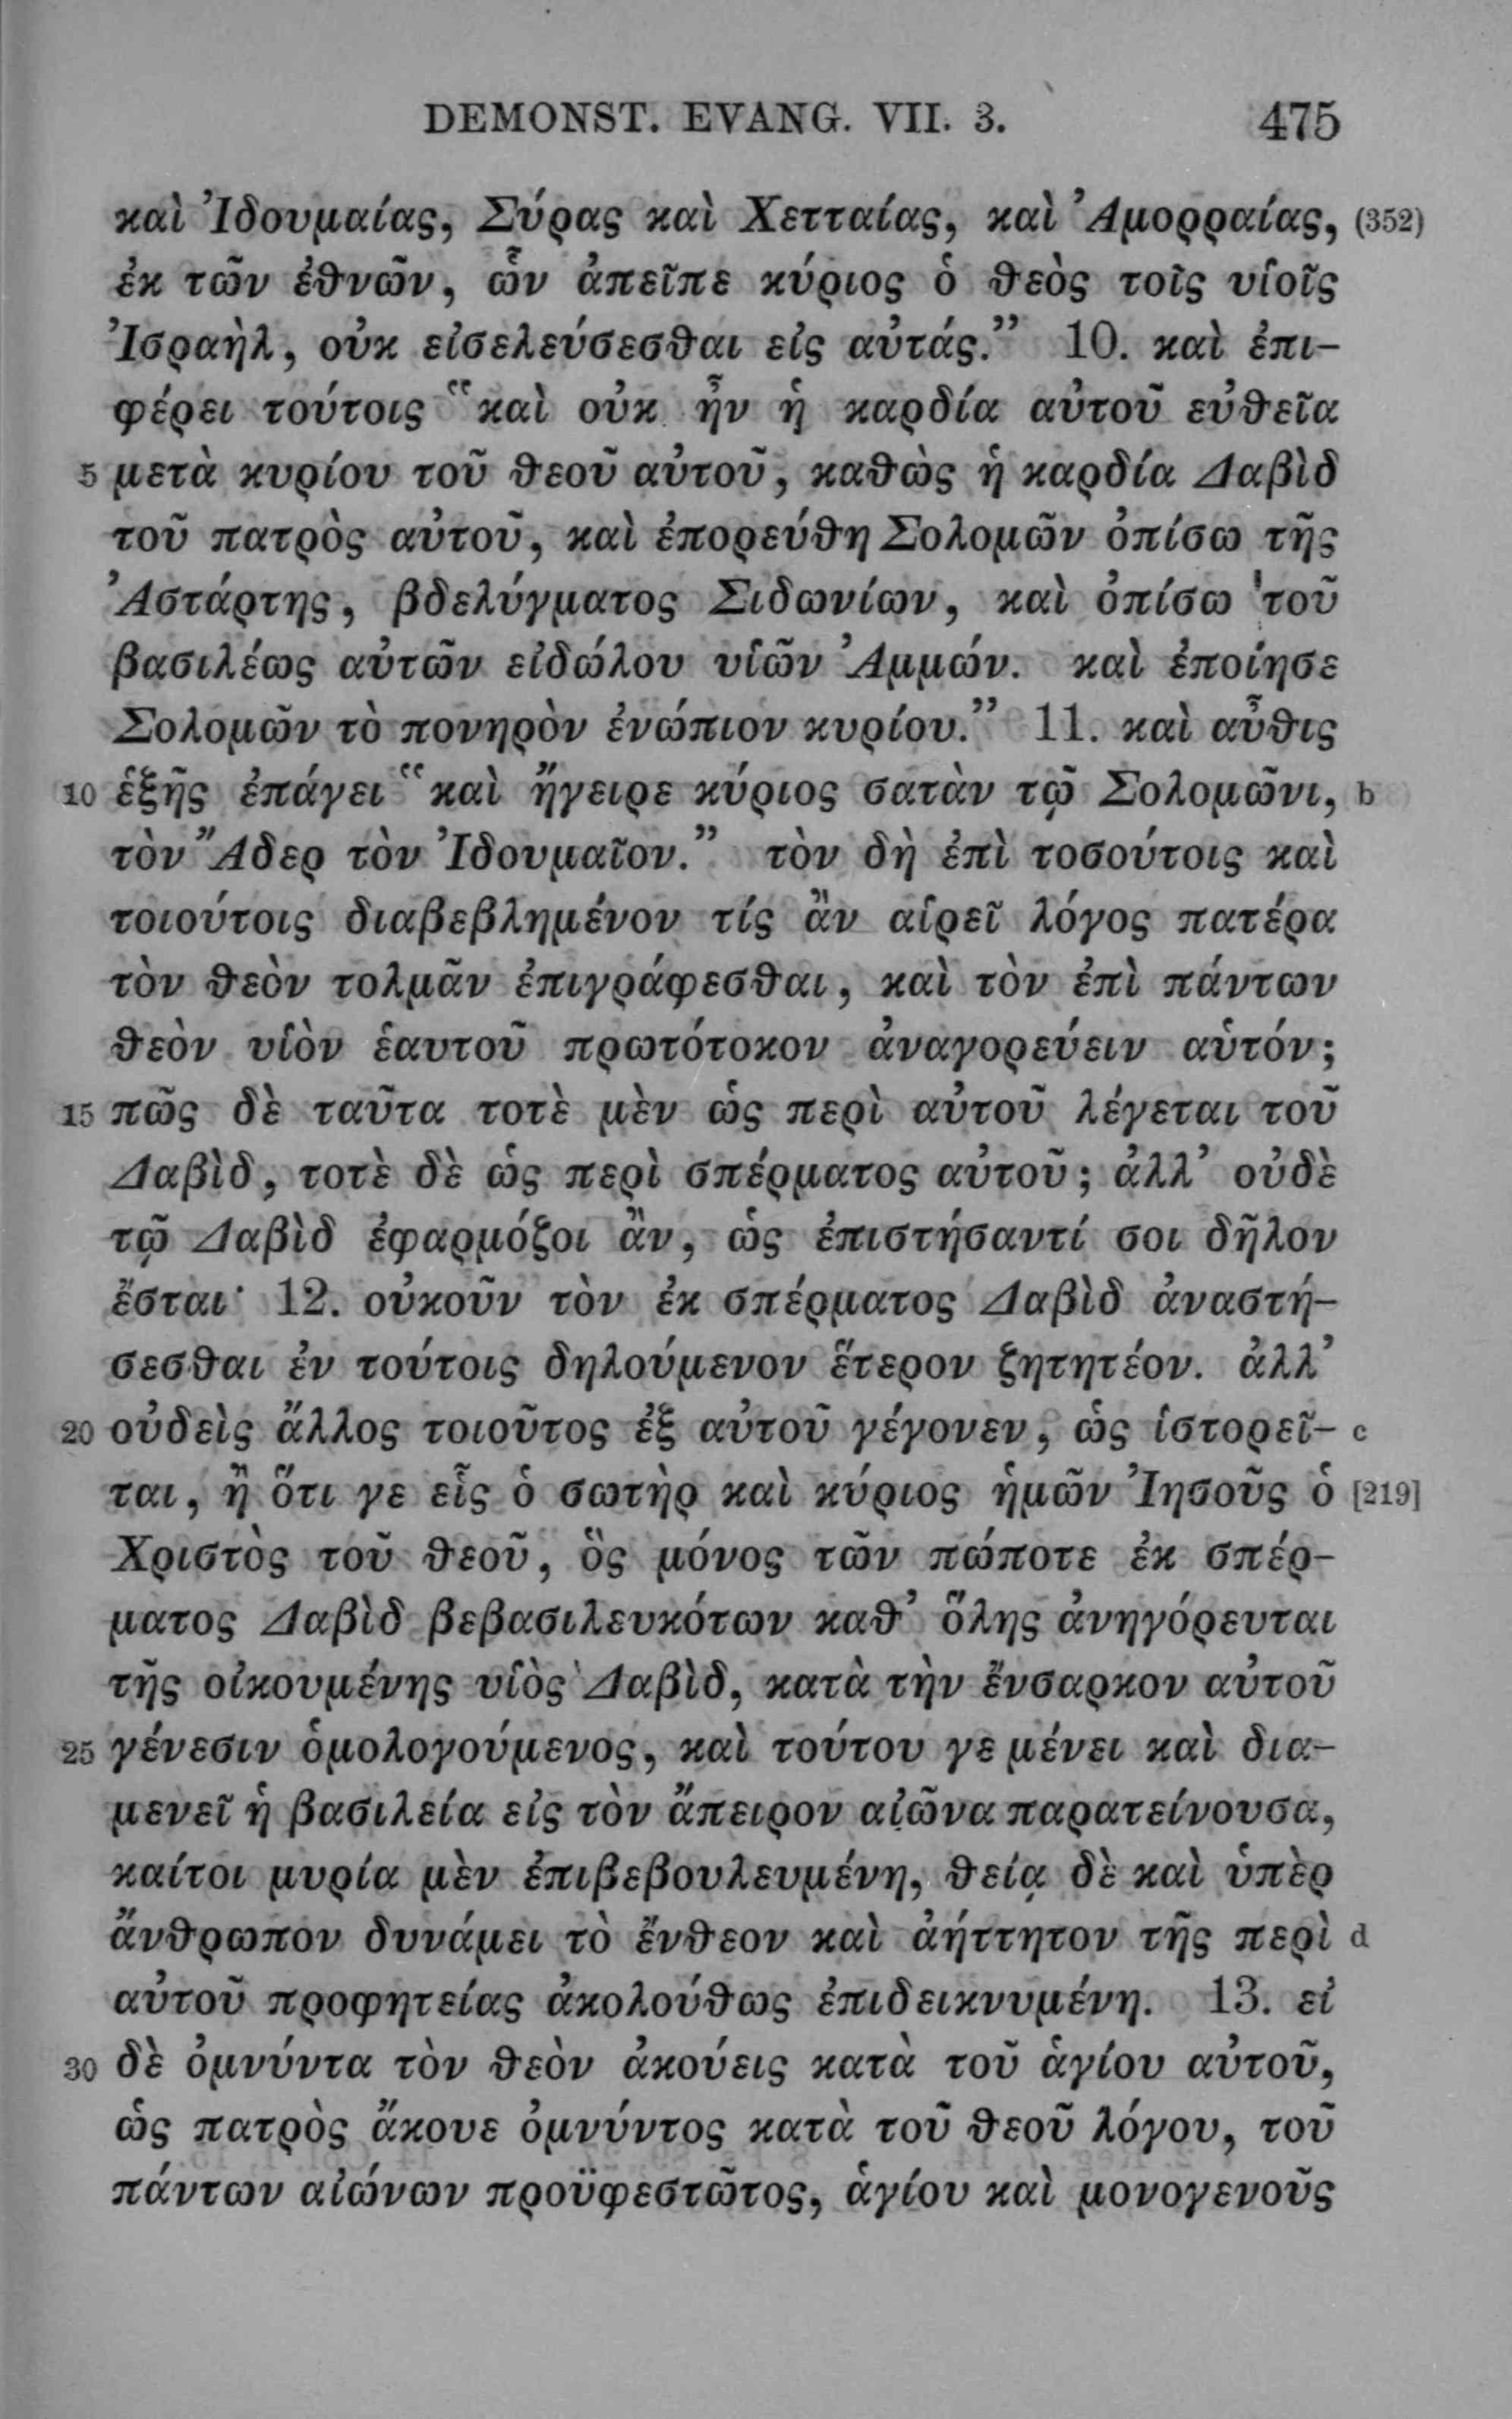 DEMONST. EVANG. VII. 3. 475
καὶ Ἰδουμαίας, Σύρας καὶ Χετταίας, καὶ Ἀμορραίας, (352)
ἐκ τῶν ἐθνῶν, ὧν ἀπεῖπε κύριος ὁ θεὸς τοῖς υἱοῖς
Ἰσραὴλ, οὐκ εἰσελεύσεσθαι εἰς αὐτάς.” 10. καὶ ἐπι-
φέρει τούτοις “καὶ οὐκ ἦν ἡ καρδία αὐτοῦ εὐθεῖα
5 μετὰ κυρίου τοῦ θεοῦ αὐτοῦ, καθὼς ἡ καρδία Δαβὶδ
τοῦ πατρὸς αὐτοῦ, καὶ ἐπορεύθη Σολομῶν ὀπίσω τῆς
Ἀστάρτης, βδελύγματος Σιδωνίων, καὶ ὀπίσω τοῦ
βασιλέως αὐτῶν εἰδώλου υἱῶν Ἀμμών. καὶ ἐποίησε
Σολομῶν τὸ πονηρὸν ἐνώπιον κυρίου.” 11. καὶ αὖθις
10 ἑξῆς ἐπάγει “καὶ ἤγειρε κύριος σατὰν τῷ Σολομῶνι, b
τὸν Ἄδερ τὸν Ἰδουμαῖον.” τὸν δὴ ἐπὶ τοσούτοις καὶ
τοιούτοις διαβεβλημένον τίς ἂν αἱρεῖ λόγος πατέρα
τὸν θεὸν τολμᾶν ἐπιγράφεσθαι, καὶ τὸν ἐπὶ πάντων
θεὸν υἱὸν ἑαυτοῦ πρωτότοκον ἀναγορεύειν αὐτόν;
15 πῶς δὲ ταῦτα τοτὲ μὲν ὡς περὶ αὐτοῦ λέγεται τοῦ
Δαβὶδ, τοτὲ δὲ ὡς περὶ σπέρματος αὐτοῦ; ἀλλ’ οὐδὲ
τῷ Δαβὶδ ἐφαρμόζοι ἂν, ὡς ἐπιστήσαντί σοι δῆλον
ἔσται· 12. οὐκοῦν τὸν ἐκ σπέρματος Δαβὶδ ἀναστή-
σεσθαι ἐν τούτοις δηλούμενον ἕτερον ζητητέον. ἀλλ’
20 οὐδεὶς ἄλλος τοιοῦτος ἐξ αὐτοῦ γέγονεν, ὡς ἱστορεῖ- c
ται, ἢ ὅτι γε εἷς ὁ σωτὴρ καὶ κύριος ἡμῶν Ἰησοῦς ὁ [219]
Χριστὸς τοῦ θεοῦ, ὃς μόνος τῶν πώποτε ἐκ σπέρ-
ματος Δαβὶδ βεβασιλευκότων καθ’ ὅλης ἀνηγόρευται
τῆς οἰκουμένης υἱὸς Δαβὶδ, κατὰ τὴν ἔνσαρκον αὐτοῦ
25 γένεσιν ὁμολογούμενος, καὶ τούτου γε μένει καὶ δια-
μενεῖ ἡ βασιλεία εἰς τὸν ἄπειρον αἰῶνα παρατείνουσα,
καίτοι μυρία μὲν ἐπιβεβουλευμένη, θείᾳ δὲ καὶ ὑπὲρ
ἄνθρωπον δυνάμει τὸ ἔνθεον καὶ ἀήττητον τῆς περὶ d
αὐτοῦ προφητείας ἀκολούθως ἐπιδεικνυμένη. 13. εἰ
30 δὲ ὀμνύντα τὸν θεὸν ἀκούεις κατὰ τοῦ ἁγίου αὐτοῦ,
ὡς πατρὸς ἄκουε ὀμνύντος κατὰ τοῦ θεοῦ λόγου, τοῦ
πάντων αἰώνων προϋφεστῶτος, ἁγίου καὶ μονογενοῦς